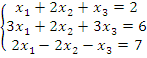 x₁ + 2x₂ + x₃ = 2
3x₁ + 2x₂ + 3x₃ = 6
2x₁ − 2x₂ − x₃ = 7